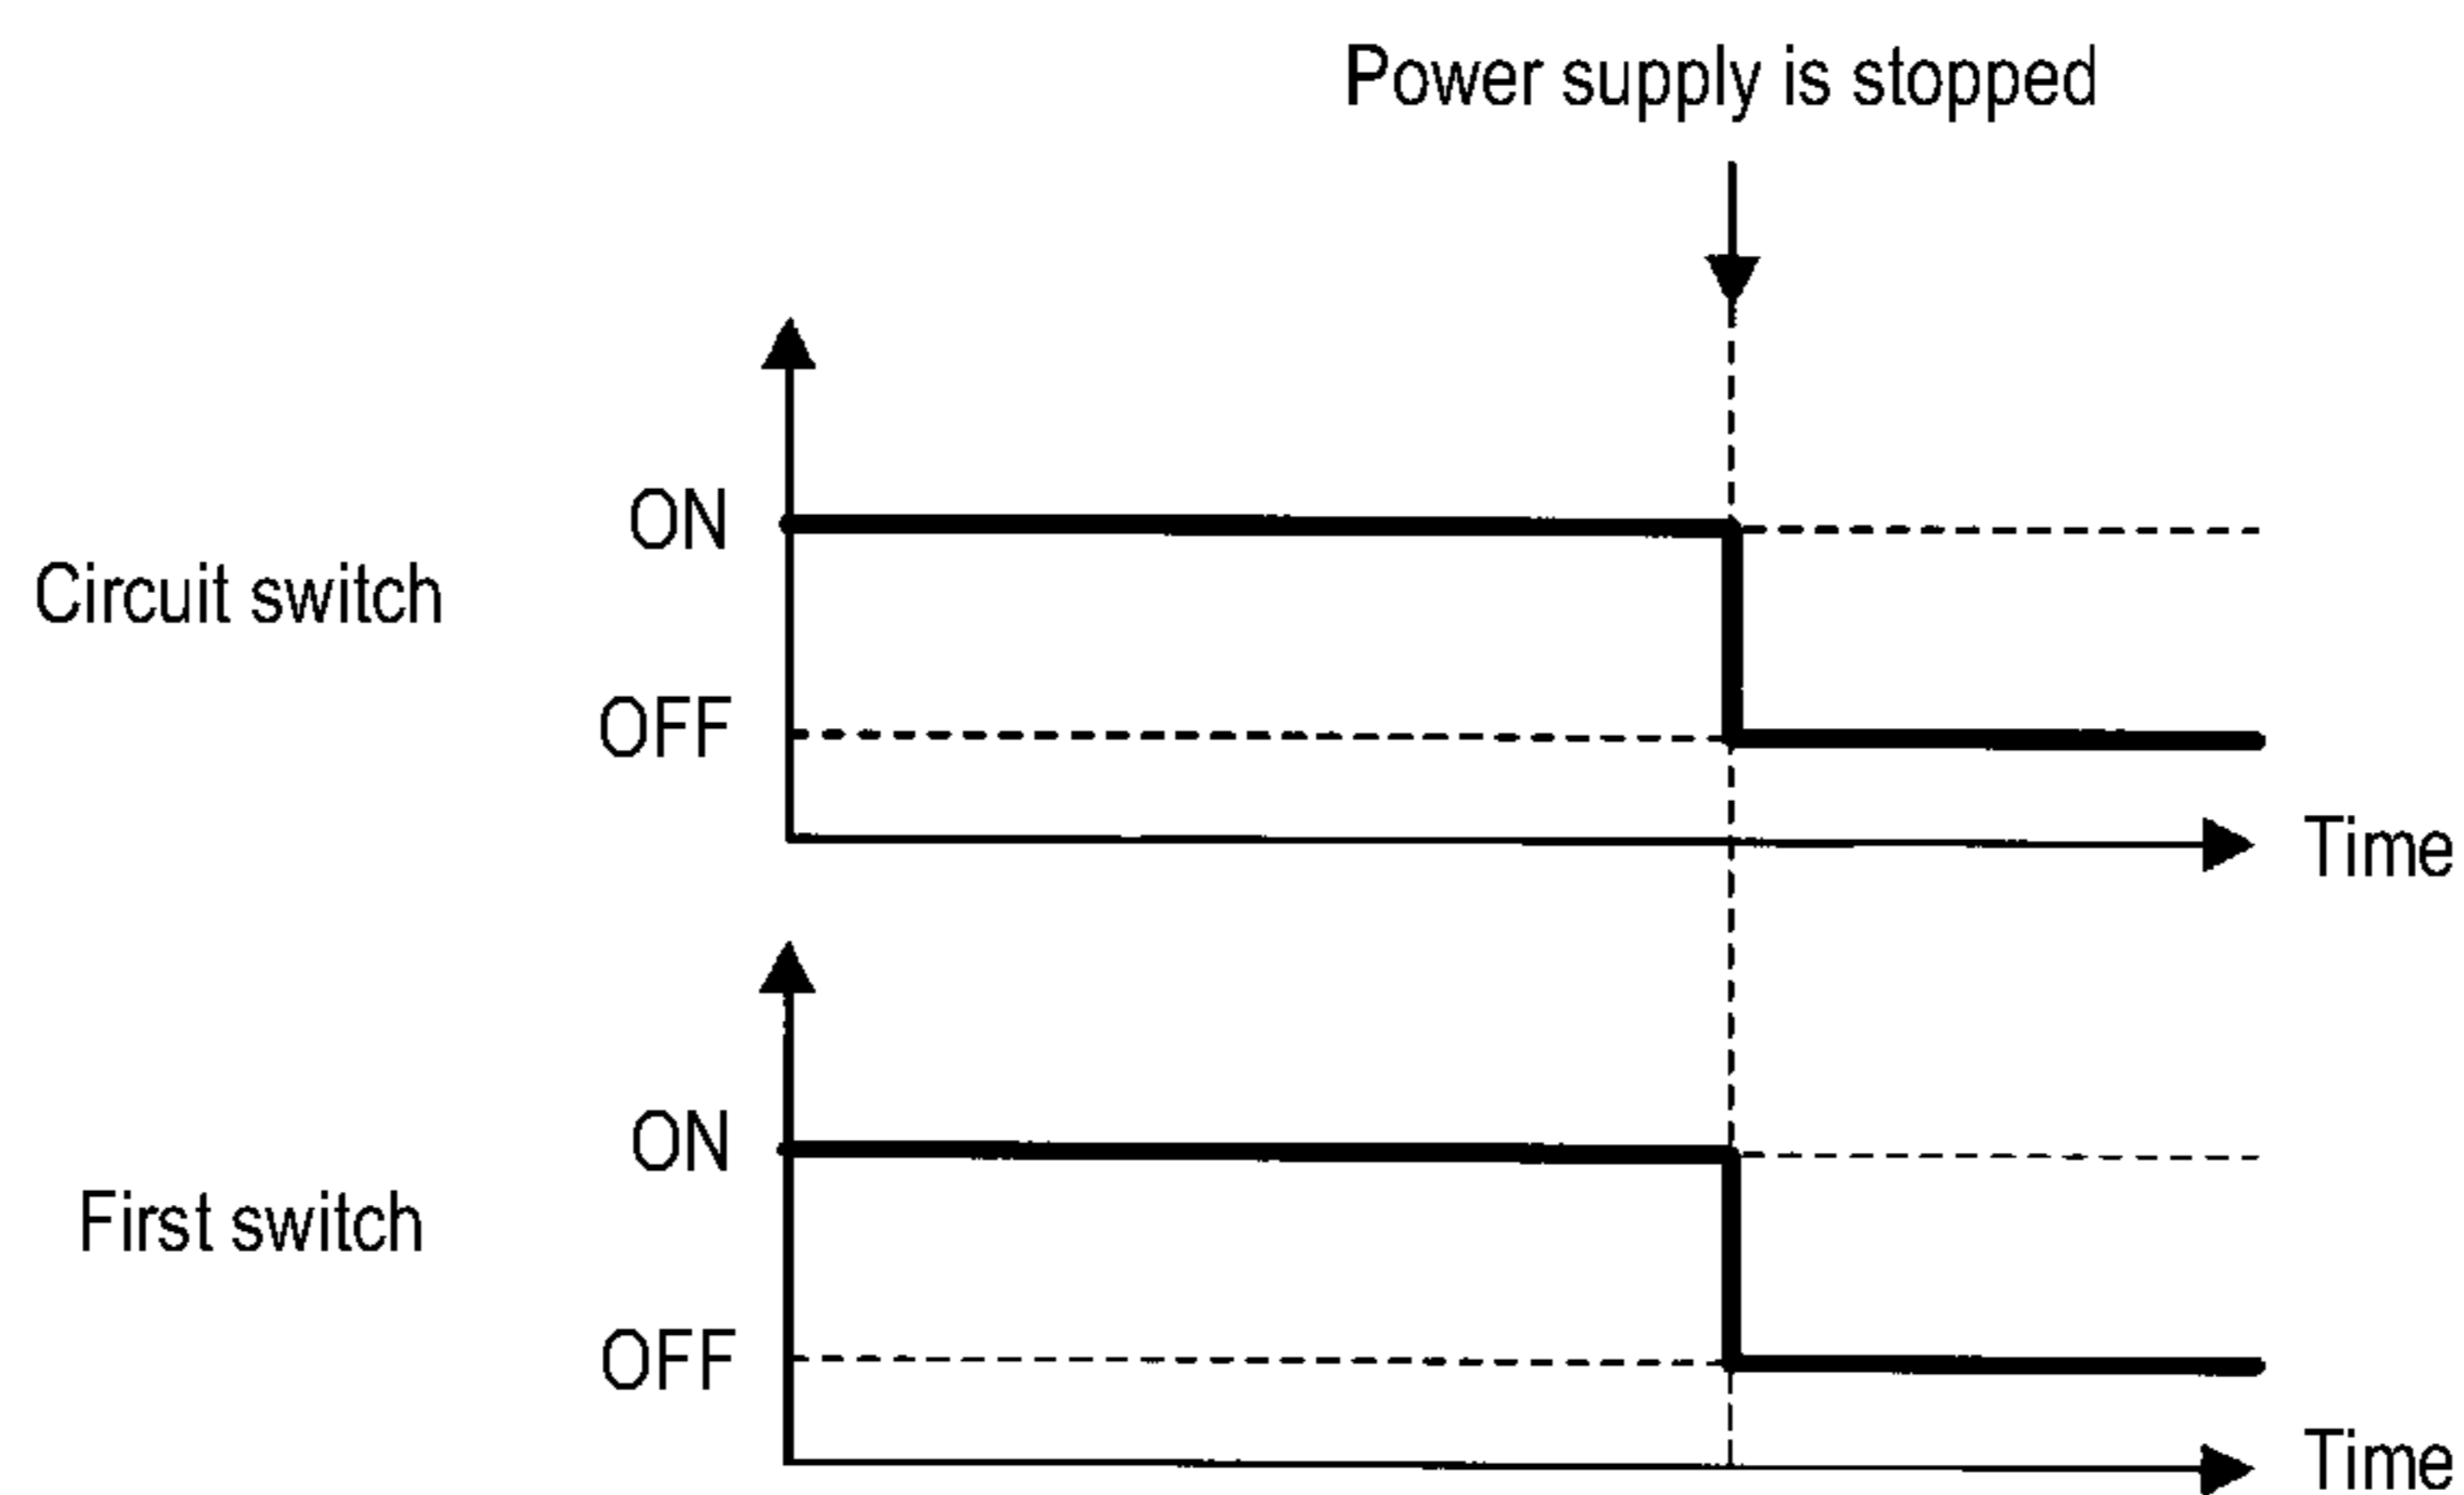 Power supply is stopped
ON
Circuit switch
OFF
Time
ON
First switch
OFF
Time